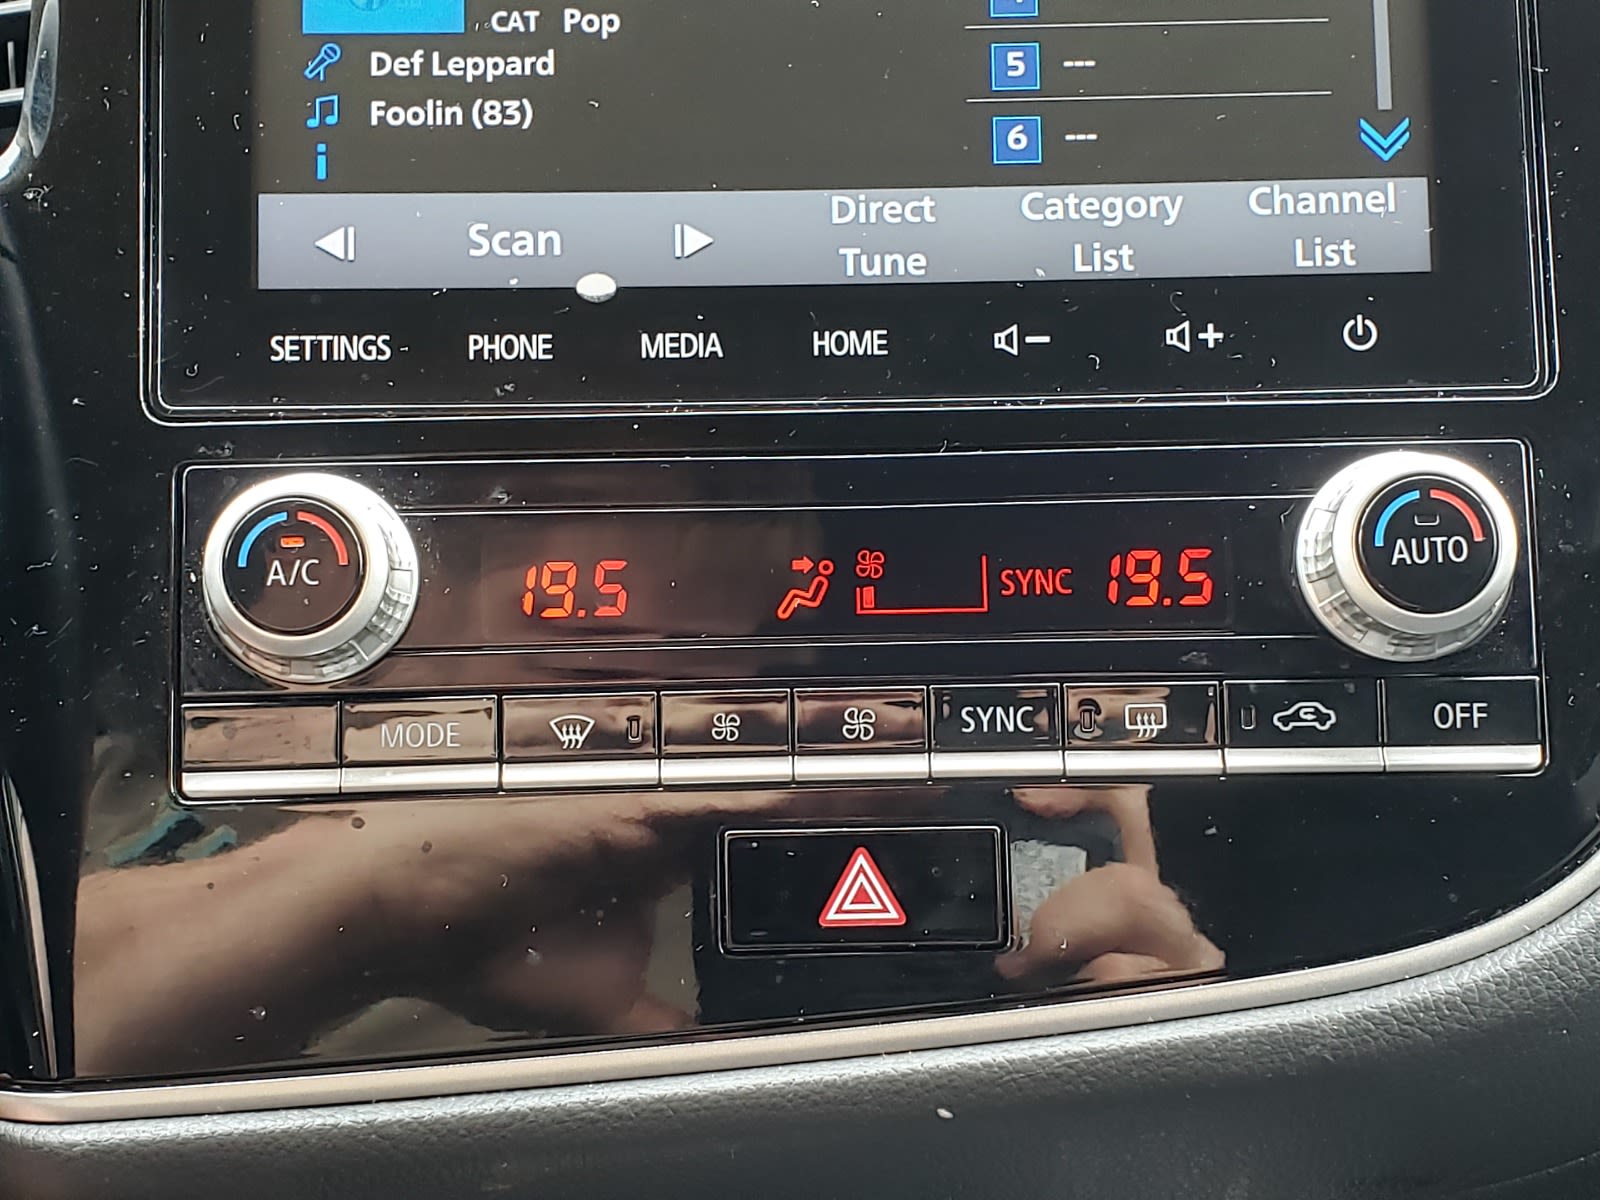 CAT Pop
Def Leppard
Foolin (83)
i
5 ---
6 ---
Scan
Direct
Tune
Category
List
Channel
List
SETTINGS
PHONE
MEDIA
HOME
A/C
19.5
SYNC
19.5
AUTO
MODE
SYNC
OFF